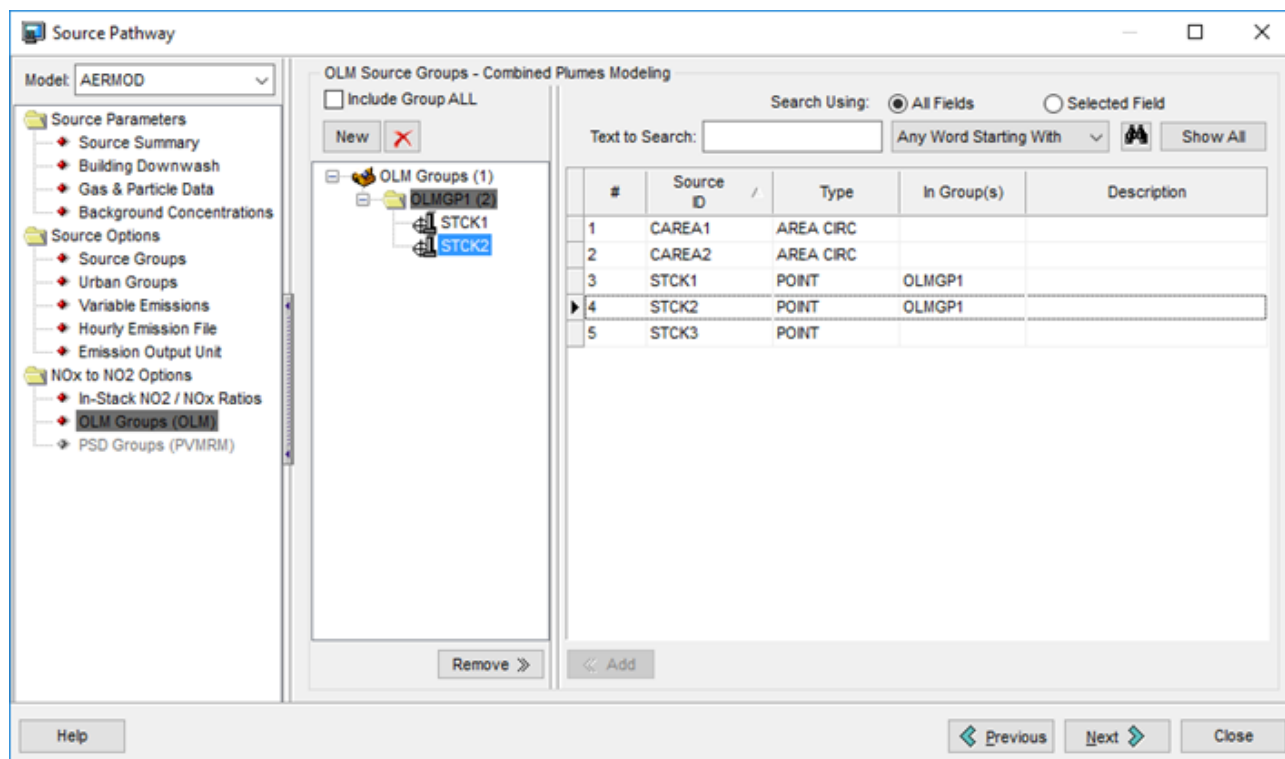 Source Pathway
Model: AERMOD
Source Parameters
Source Summary
Building Downwash
Gas & Particle Data
Background Concentrations
Source Options
Source Groups
Urban Groups
Variable Emissions
Hourly Emission File
Emission Output Unit
NOx to NO2 Options
In-Stack NO2 / NOx Ratios
OLM Groups (OLM)
PSD Groups (PVMRM)
OLM Source Groups - Combined Plumes Modeling
Include Group ALL
New
OLM Groups (1)
OLMGP1 (2)
STCK1
STCK2
Remove
Search Using: All Fields Selected Field
Text to Search: Any Word Starting With Show All
# Source ID Type In Group(s) Description
1 CAREA1 AREA CIRC
2 CAREA2 AREA CIRC
3 STCK1 POINT OLMGP1
4 STCK2 POINT OLMGP1
5 STCK3 POINT
Add
Help Previous Next Close